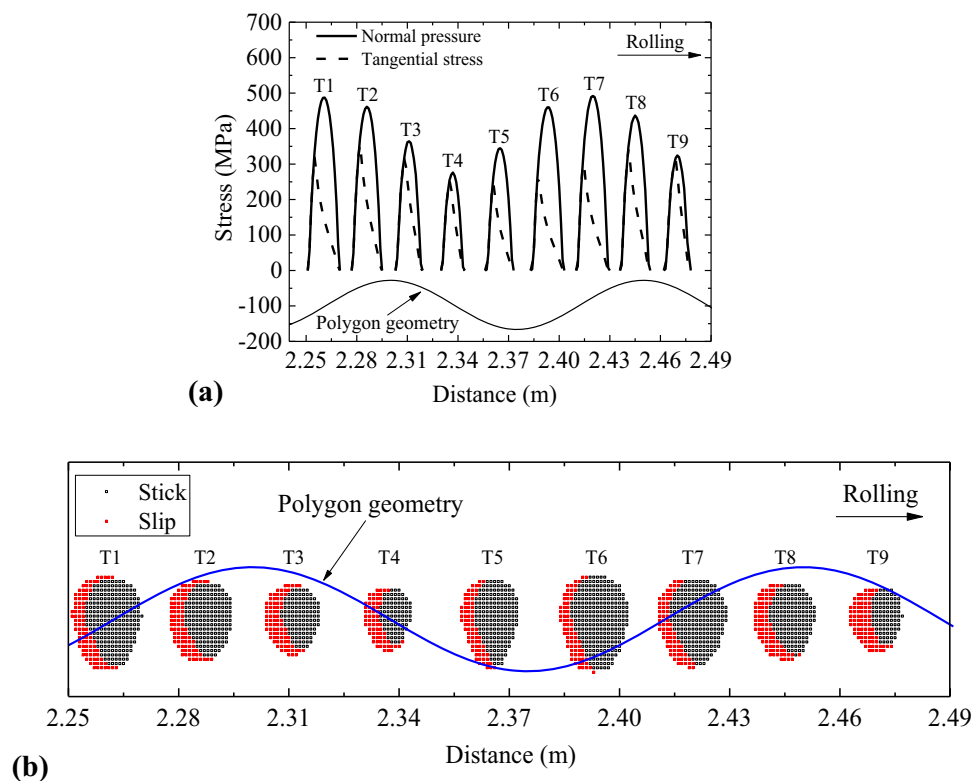 700
600
500
400
300
200
100
0
-100
-200
Stress (MPa)
Normal pressure
Tangential stress
Rolling
T1 T2 T3 T4 T5 T6 T7 T8 T9
Polygon geometry
2.25 2.28 2.31 2.34 2.37 2.40 2.43 2.46 2.49
Distance (m)
(a)
Stick
Slip
Polygon geometry
Rolling
T1 T2 T3 T4 T5 T6 T7 T8 T9
2.25 2.28 2.31 2.34 2.37 2.40 2.43 2.46 2.49
Distance (m)
(b)